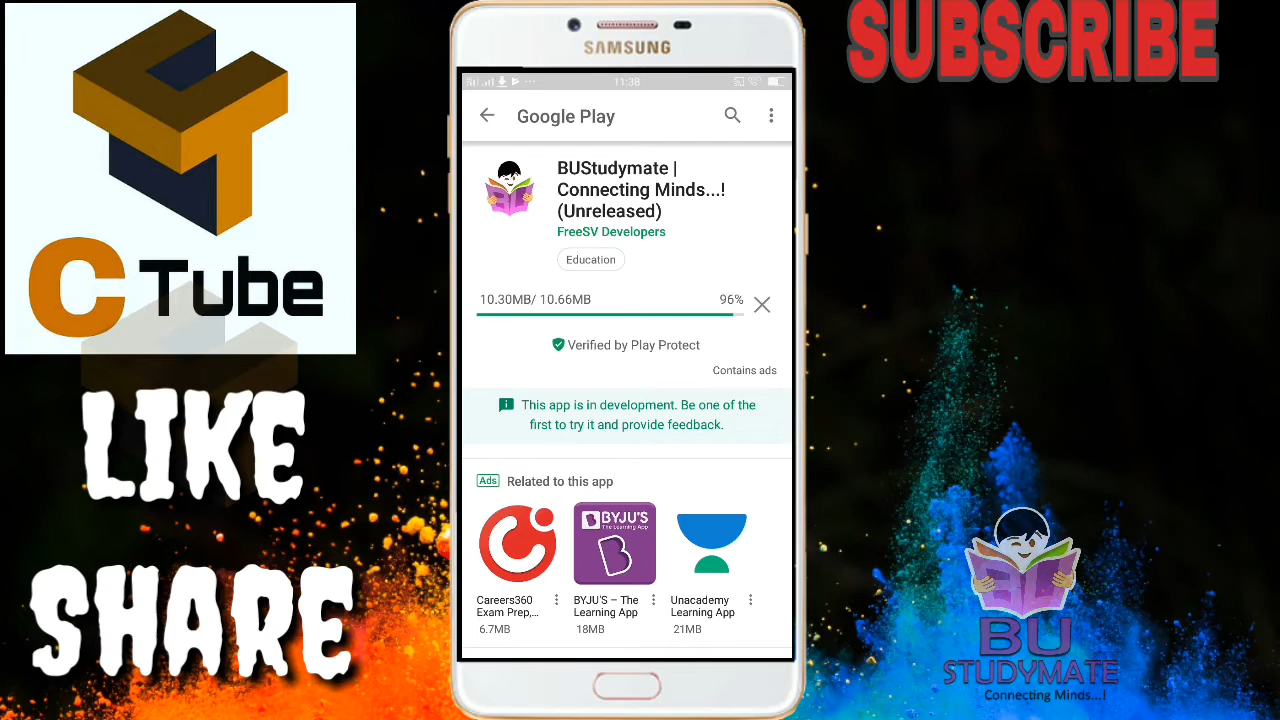 C Tube
LIKE
SHARE
SAMSUNG
11:38
Google Play
BUStudymate |
Connecting Minds...!
(Unreleased)
FreeSV Developers
Education
10.30MB/ 10.66MB 96%
Verified by Play Protect
Contains ads
This app is in development. Be one of the
first to try it and provide feedback.
Ads Related to this app
BYJU'S
The Learning App
B
Careers360
Exam Prep,...
6.7MB
BYJU'S – The
Learning App
18MB
Unacademy
Learning App
21MB
SUBSCRIBE
BU
BU
STUDYMATE
Connecting Minds...!